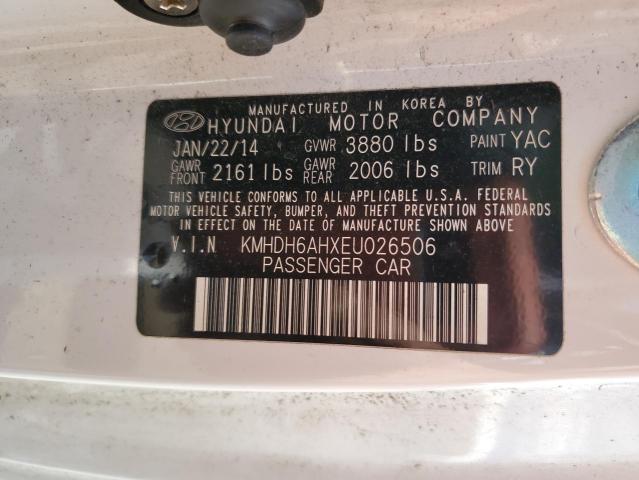 MANUFACTURED IN KOREA BY
HYUNDAI MOTOR COMPANY
JAN/22/14 GVWR 3880 lbs PAINT YAC
GAWR FRONT 2161 lbs GAWR REAR 2006 lbs TRIM RY
THIS VEHICLE CONFORMS TO ALL APPLICABLE U.S.A. FEDERAL
MOTOR VEHICLE SAFETY, BUMPER, AND THEFT PREVENTION STANDARDS
IN EFFECT ON THE DATE OF MANUFACTURE SHOWN ABOVE.
V.I.N KMHDH6AHXEU026506
PASSENGER CAR